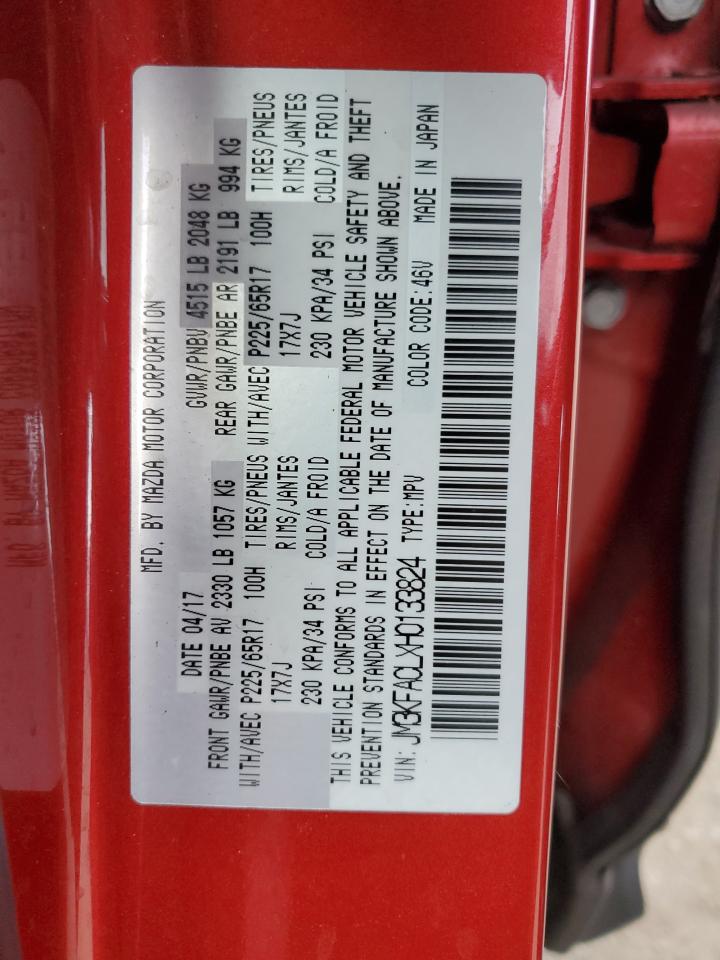 MFD. BY MAZDA MOTOR CORPORATION
DATE 04/17 GVWR/PNBV 4515 LB 2048 KG
FRONT GAWR/PNBE AV 2330 LB 1057 KG REAR GAWR/PNBE AR 2191 LB 994 KG
WITH/AVEC P225/65R17 100H TIRES/PNEUS WITH/AVEC P225/65R17 100H TIRES/PNEUS
17X7J RIMS/JANTES 17X7J RIMS/JANTES
230 KPA/34 PSI COLD/A FROID 230 KPA/34 PSI COLD/A FROID
THIS VEHICLE CONFORMS TO ALL APPLICABLE FEDERAL MOTOR VEHICLE SAFETY AND THEFT
PREVENTION STANDARDS IN EFFECT ON THE DATE OF MANUFACTURE SHOWN ABOVE.
VIN: JM3KFACLXH0133824 TYPE:MPV COLOR CODE:46V MADE IN JAPAN